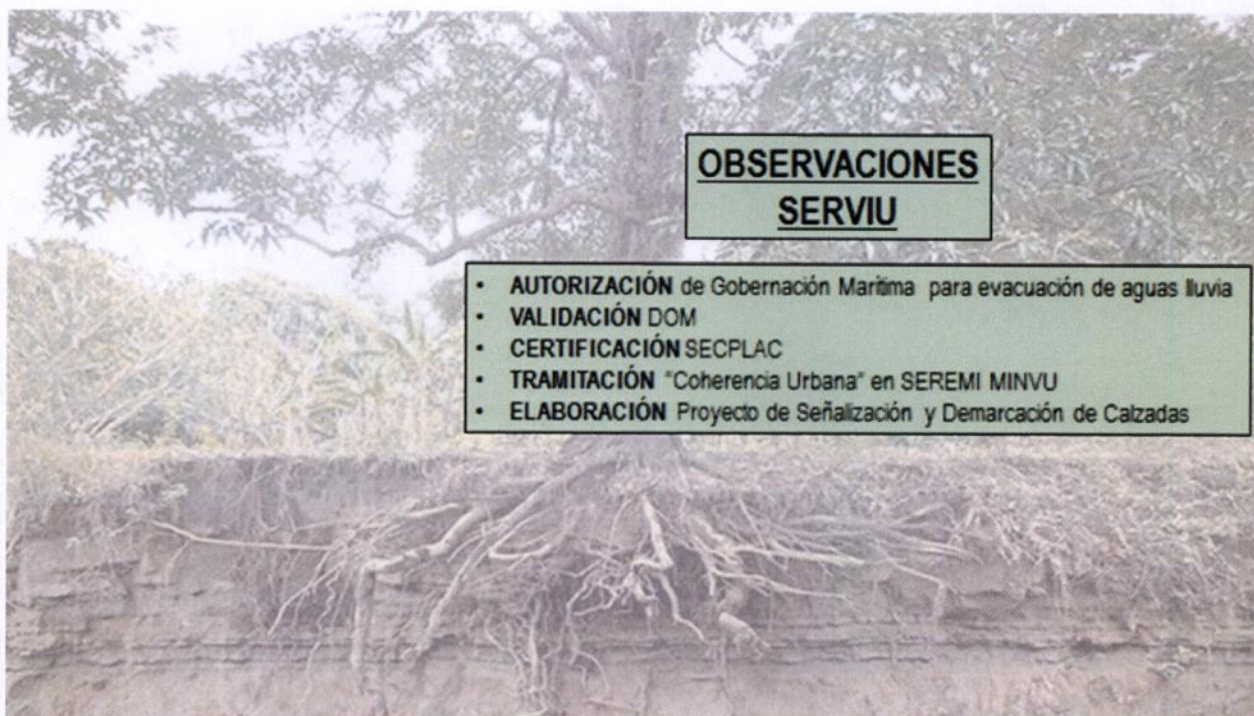 OBSERVACIONES
SERVIU
• AUTORIZACIÓN de Gobernación Maritima para evacuación de aguas lluvia
• VALIDACIÓN DOM
• CERTIFICACIÓN SECPLAC
• TRAMITACIÓN "Coherencia Urbana" en SEREMI MINVU
• ELABORACIÓN Proyecto de Señalización y Demarcación de Calzadas